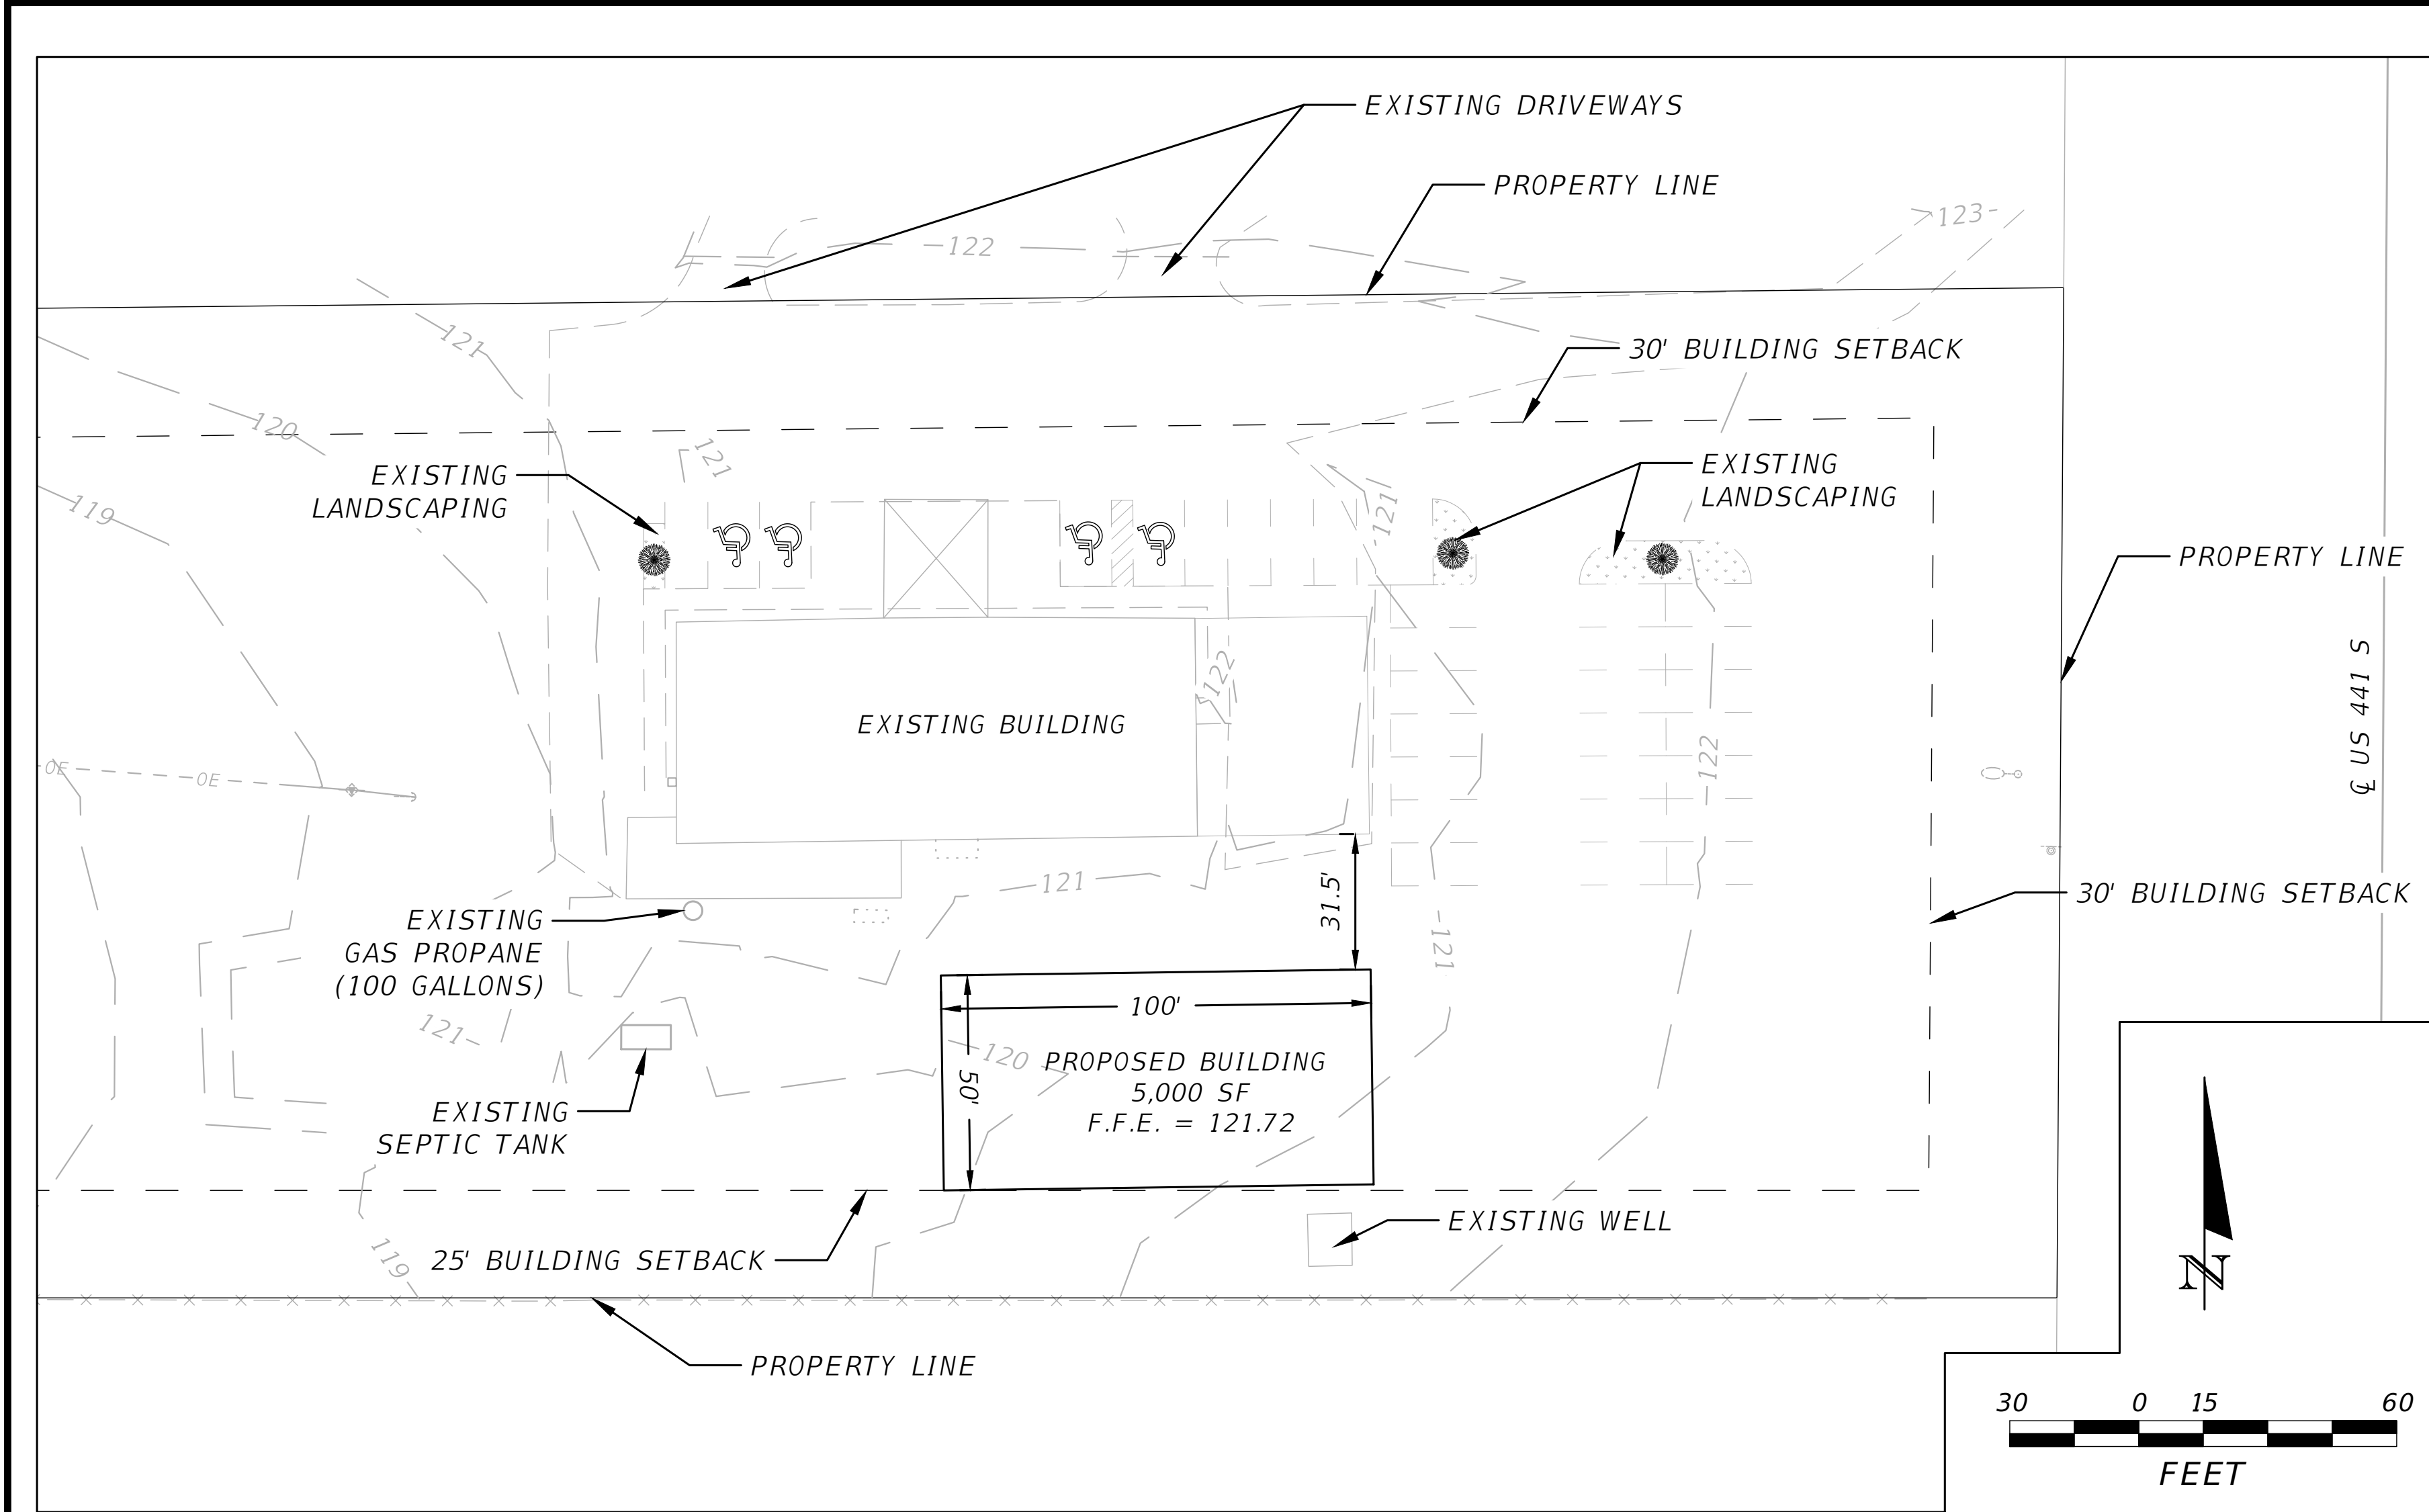 EXISTING DRIVEWAYS
PROPERTY LINE
123
122
121
30' BUILDING SETBACK
120
121
EXISTING
LANDSCAPING
EXISTING
LANDSCAPING
119
121
PROPERTY LINE
122
US 441 S
EXISTING BUILDING
122
OE
OE
121
31.5'
30' BUILDING SETBACK
EXISTING
GAS PROPANE
(100 GALLONS)
121
100'
121
120
50'
PROPOSED BUILDING
5,000 SF
F.F.E. = 121.72
EXISTING
SEPTIC TANK
EXISTING WELL
119
25' BUILDING SETBACK
N
PROPERTY LINE
30 0 15 60
FEET